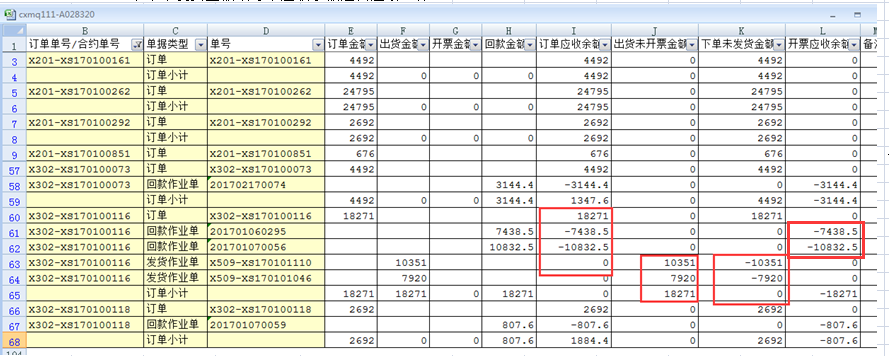 cxmq111-A028320
B C D E F G H I J K L
1 订单单号/合约单号 单据类型 单号 订单金额 出货金额 开票金额 回款金额 订单应收余额 出货未开票金额 下单未发货金额 开票应收余额
3 X201-XS170100161 订单 X201-XS170100161 4492 4492 0 4492 0
4 订单小计 4492 0 0 0 4492 0 4492 0
5 X201-XS170100262 订单 X201-XS170100262 24795 24795 0 24795 0
6 订单小计 24795 0 0 0 24795 0 24795 0
7 X201-XS170100292 订单 X201-XS170100292 2692 2692 0 2692 0
8 订单小计 2692 0 0 0 2692 0 2692 0
9 X201-XS170100851 订单 X201-XS170100851 676 676 0 676 0
57 X302-XS170100073 订单 X302-XS170100073 4492 4492 0 4492 0
58 X302-XS170100073 回款作业单 201702170074 3144.4 -3144.4 0 0 -3144.4
59 订单小计 4492 0 0 3144.4 1347.6 0 4492 -3144.4
60 X302-XS170100116 订单 X302-XS170100116 18271 18271 0 18271 0
61 X302-XS170100116 回款作业单 201701060295 7438.5 -7438.5 0 0 -7438.5
62 X302-XS170100116 回款作业单 201701070056 10832.5 -10832.5 0 0 -10832.5
63 X302-XS170100116 发货作业单 X509-XS170101110 10351 0 10351 -10351 0
64 X302-XS170100116 发货作业单 X509-XS170101046 7920 0 7920 -7920 0
65 订单小计 18271 18271 0 18271 0 18271 0 -18271
66 X302-XS170100118 订单 X302-XS170100118 2692 2692 0 2692 0
67 X302-XS170100118 回款作业单 201701070059 807.6 -807.6 0 0 -807.6
68 订单小计 2692 0 0 807.6 1884.4 0 2692 -807.6